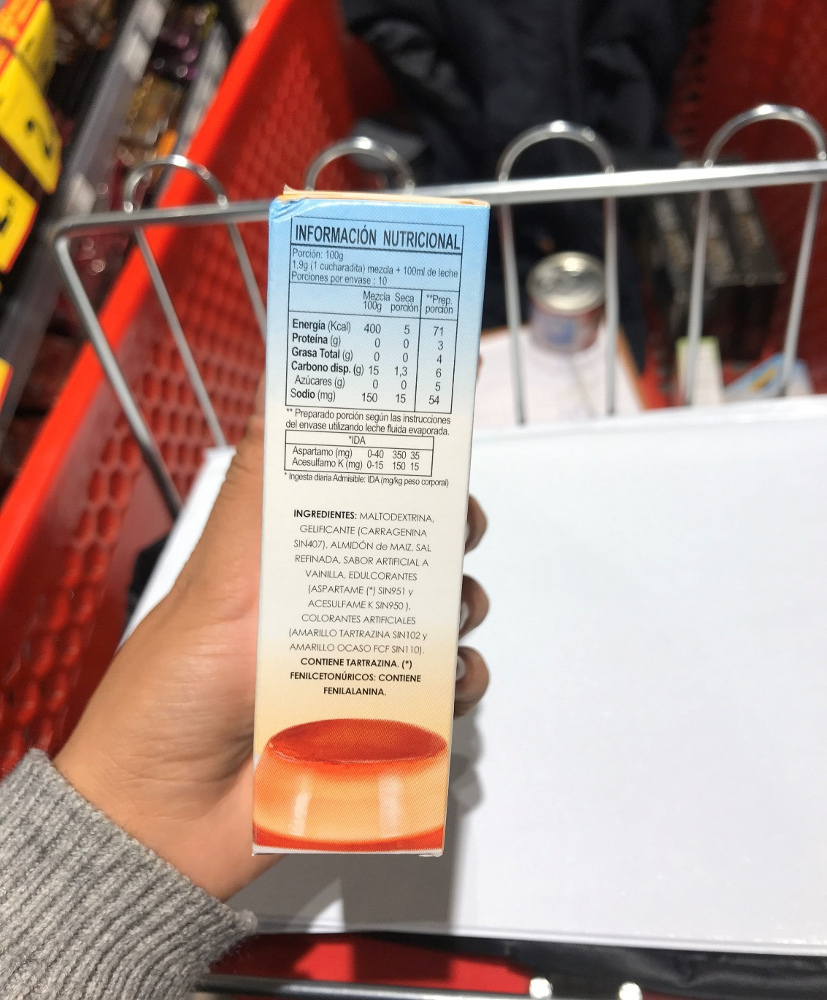 INFORMACIÓN NUTRICIONAL
Porción: 100g
1,9g (1 cucharadita) mezcla + 100ml de leche
Porciones por envase : 10
Mezcla Seca **Prep.
100g porción porción
Energía (Kcal) 400 5 71
Proteína (g) 0 0 3
Grasa Total (g) 0 0 4
Carbono disp. (g) 15 1,3 6
Azúcares (g) 0 0 5
Sodio (mg) 150 15 54
** Preparado porción según las instrucciones
del envase utilizando leche fluida evaporada.
*IDA
Aspartamo (mg) 0-40 350 35
Acesulfamo K (mg) 0-15 150 15
* Ingesta diaria Admisible: IDA (mg/kg peso corporal)
INGREDIENTES: MALTODEXTRINA,
GELIFICANTE (CARRAGENINA
SIN407), ALMIDÓN de MAIZ, SAL
REFINADA, SABOR ARTIFICIAL A
VAINILLA, EDULCORANTES
(ASPARTAME (*) SIN951 y
ACESULFAME K SIN950 ),
COLORANTES ARTIFICIALES
(AMARILLO TARTRAZINA SIN102 y
AMARILLO OCASO FCF SIN110).
CONTIENE TARTRAZINA. (*)
FENILCETONÚRICOS: CONTIENE
FENILALANINA.